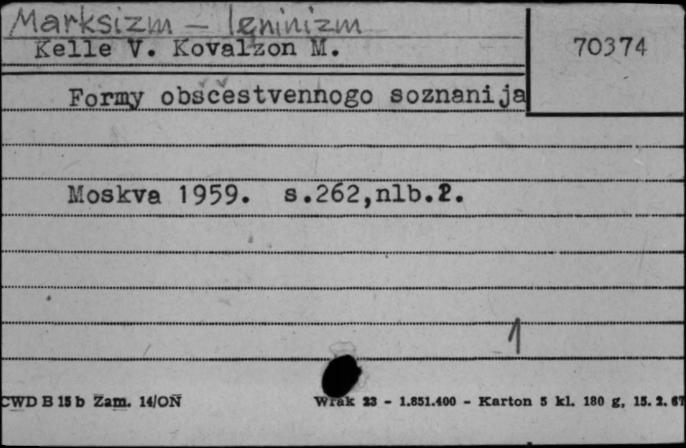 Marksizm - leninizm
Kelle V. Kovalzon M.
70374
Formy obščestvennogo soznanija
Moskva 1959. s.262,nlb.2.
1
CWD B 15 b Zam. 14/ON
Wrak 23 - 1.851.400 - Karton 5 kl. 180 g, 15. 2. 67